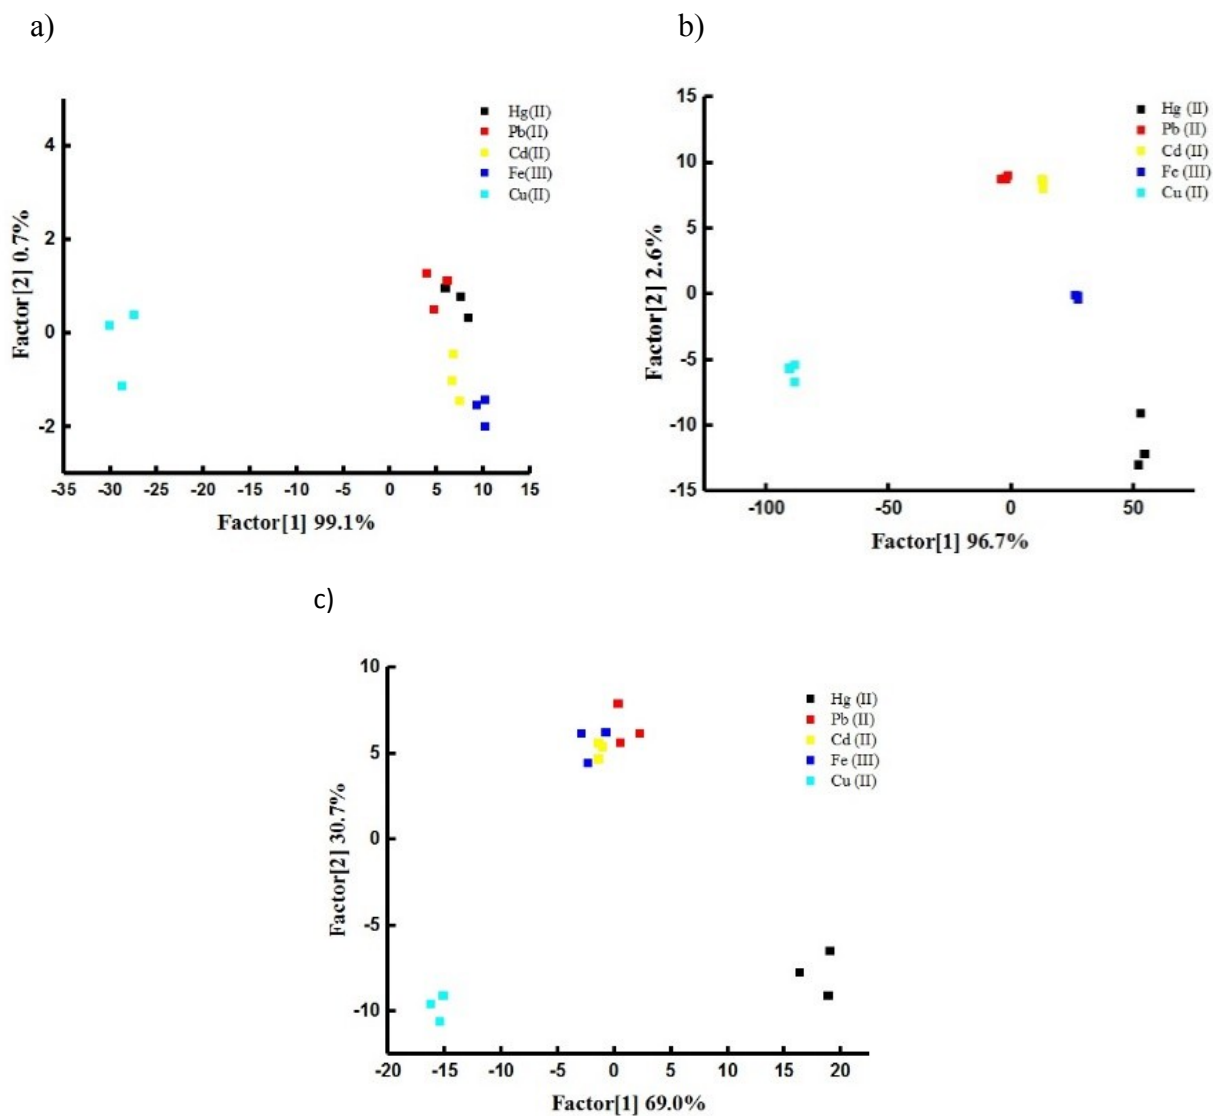 a)
4
2
0
-2
Factor[2] 0.7%
Hg(II)
Pb(II)
Cd(II)
Fe(III)
Cu(II)
-35 -30 -25 -20 -15 -10 -5 0 5 10 15
Factor[1] 99.1%
b)
15
10
5
0
-5
-10
-15
Factor[2] 2.6%
Hg (II)
Pb (II)
Cd (II)
Fe (III)
Cu (II)
-100 -50 0 50
Factor[1] 96.7%
c)
10
5
0
-5
-10
Factor[2] 30.7%
Hg (II)
Pb (II)
Cd (II)
Fe (III)
Cu (II)
-20 -15 -10 -5 0 5 10 15 20
Factor[1] 69.0%